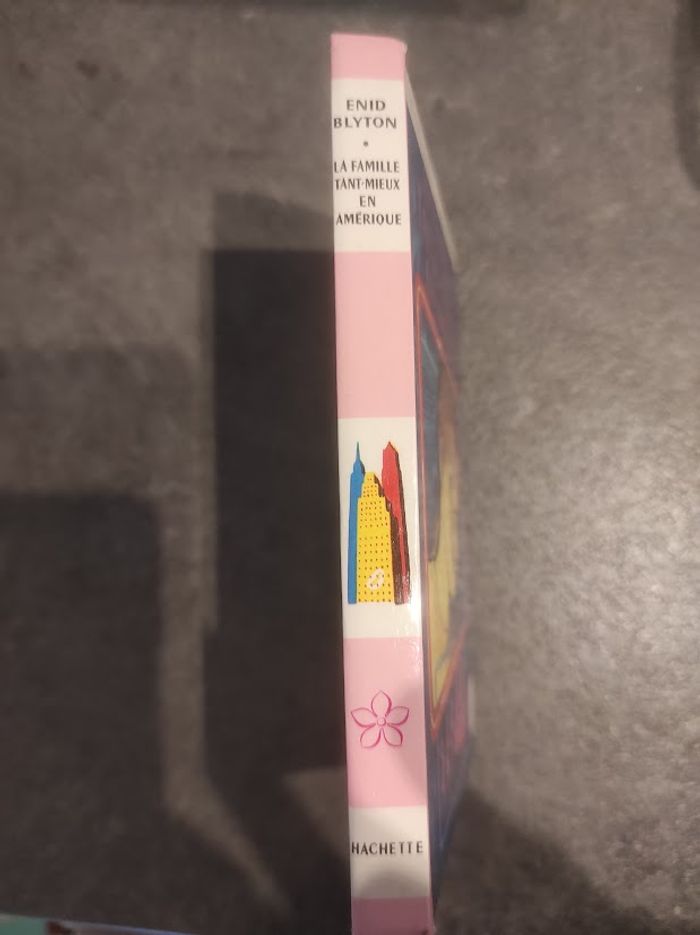 ENID
BLYTON
•
LA FAMILLE
TANT-MIEUX
EN
AMÉRIQUE
HACHETTE